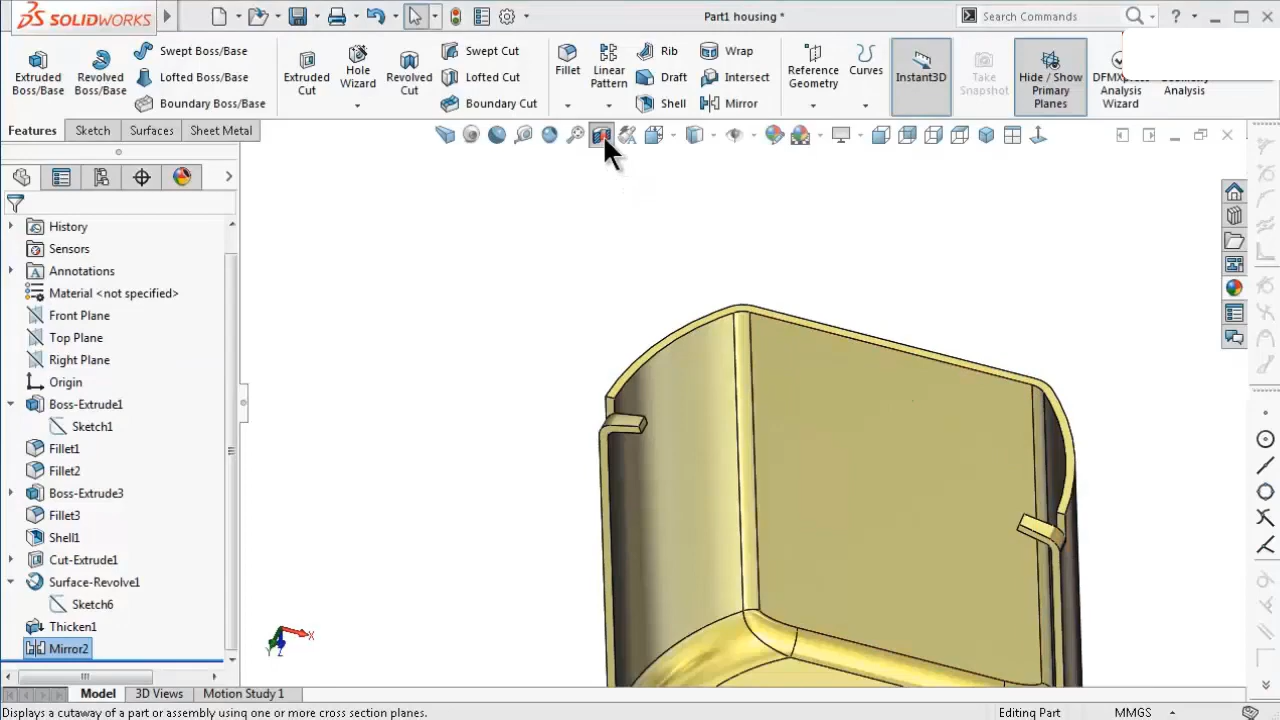 SOLIDWORKS
Part1 housing *
Search Commands
Extruded Boss/Base
Revolved Boss/Base
Swept Boss/Base
Lofted Boss/Base
Boundary Boss/Base
Extruded Cut
Hole Wizard
Revolved Cut
Swept Cut
Lofted Cut
Boundary Cut
Fillet
Linear Pattern
Rib
Draft
Shell
Wrap
Intersect
Mirror
Reference Geometry
Curves
Instant3D
Take Snapshot
Hide / Show Primary Planes
DFMXpress Analysis Wizard
Analysis
Features
Sketch
Surfaces
Sheet Metal
History
Sensors
Annotations
Material <not specified>
Front Plane
Top Plane
Right Plane
Origin
Boss-Extrude1
Sketch1
Fillet1
Fillet2
Boss-Extrude3
Fillet3
Shell1
Cut-Extrude1
Surface-Revolve1
Sketch6
Thicken1
Mirror2
X
Y
Z
Model
3D Views
Motion Study 1
Displays a cutaway of a part or assembly using one or more cross section planes.
Editing Part
MMGS